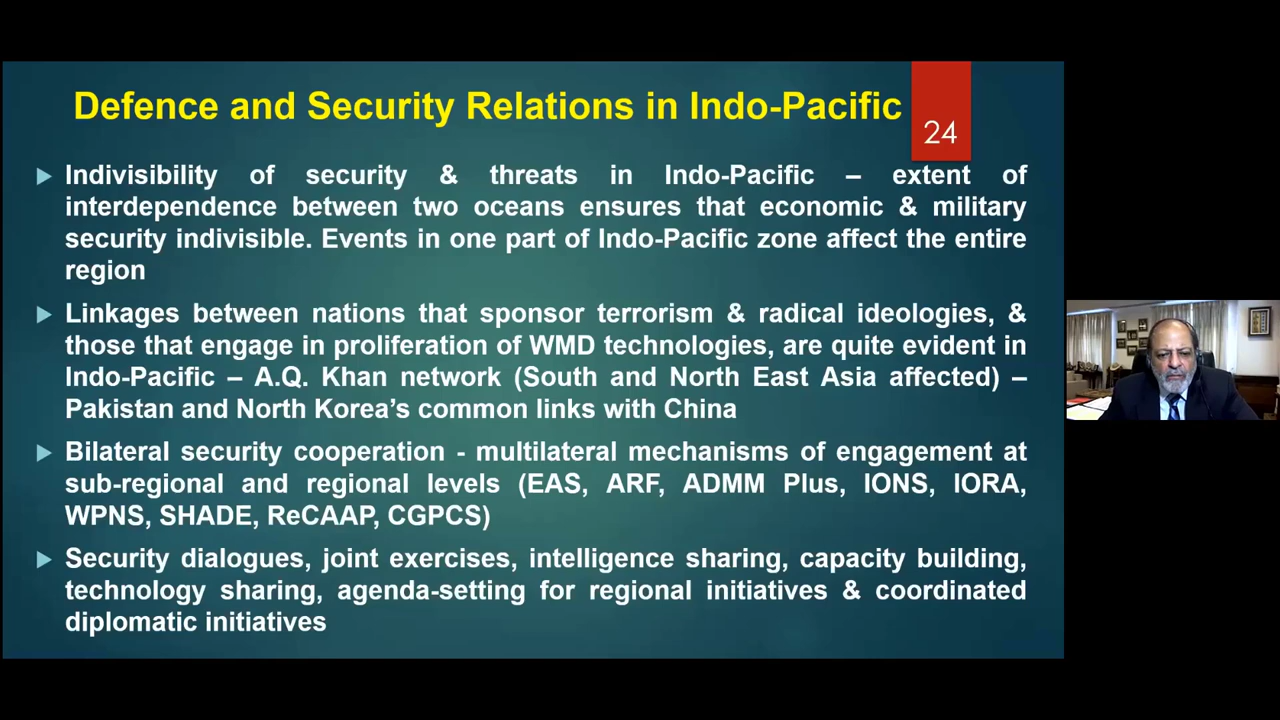 Defence and Security Relations in Indo-Pacific
24
Indivisibility of security & threats in Indo-Pacific – extent of
interdependence between two oceans ensures that economic & military
security indivisible. Events in one part of Indo-Pacific zone affect the entire
region
Linkages between nations that sponsor terrorism & radical ideologies, &
those that engage in proliferation of WMD technologies, are quite evident in
Indo-Pacific – A.Q. Khan network (South and North East Asia affected) –
Pakistan and North Korea's common links with China
Bilateral security cooperation - multilateral mechanisms of engagement at
sub-regional and regional levels (EAS, ARF, ADMM Plus, IONS, IORA,
WPNS, SHADE, ReCAAP, CGPCS)
Security dialogues, joint exercises, intelligence sharing, capacity building,
technology sharing, agenda-setting for regional initiatives & coordinated
diplomatic initiatives